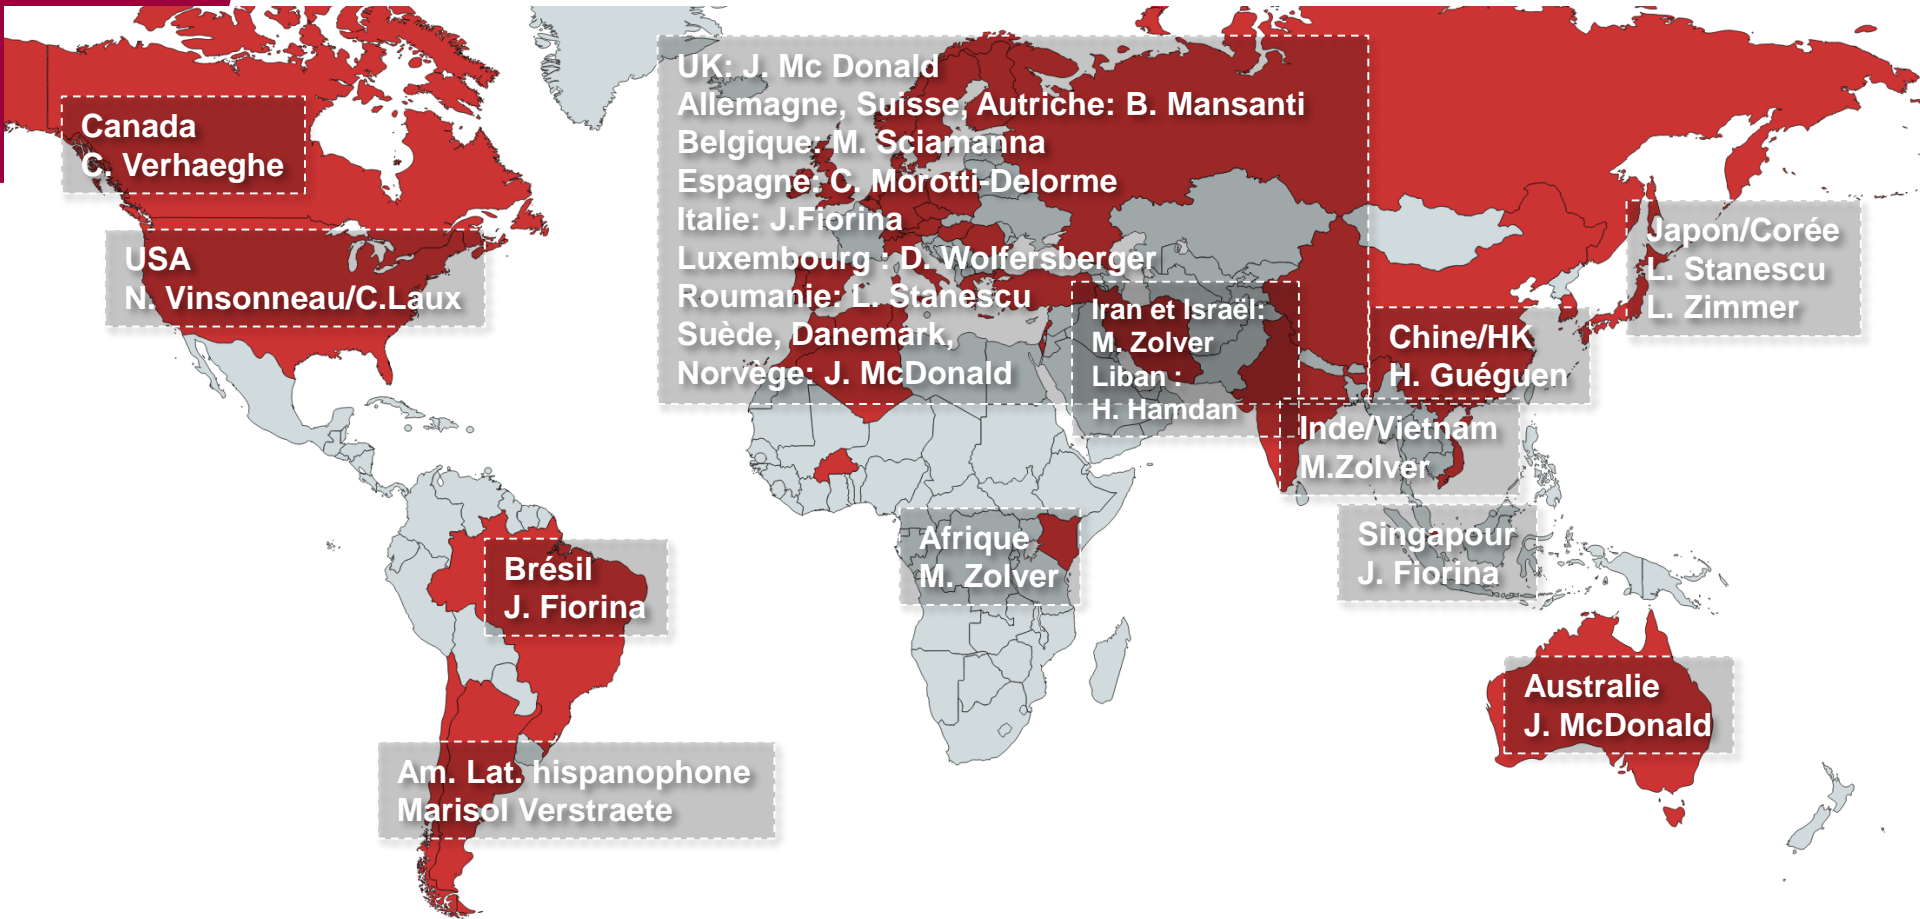 Canada
C. Verhaeghe
USA
N. Vinsonneau/C.Laux
UK: J. Mc Donald
Allemagne, Suisse, Autriche: B. Mansanti
Belgique: M. Sciamanna
Espagne: C. Morotti-Delorme
Italie: J.Fiorina
Luxembourg : D. Wolfersberger
Roumanie: L. Stanescu
Suède, Danemark,
Norvège: J. McDonald
Iran et Israël:
M. Zolver
Liban :
H. Hamdan
Japon/Corée
L. Stanescu
L. Zimmer
Chine/HK
H. Guéguen
Inde/Vietnam
M.Zolver
Afrique
M. Zolver
Singapour
J. Fiorina
Brésil
J. Fiorina
Australie
J. McDonald
Am. Lat. hispanophone
Marisol Verstraete